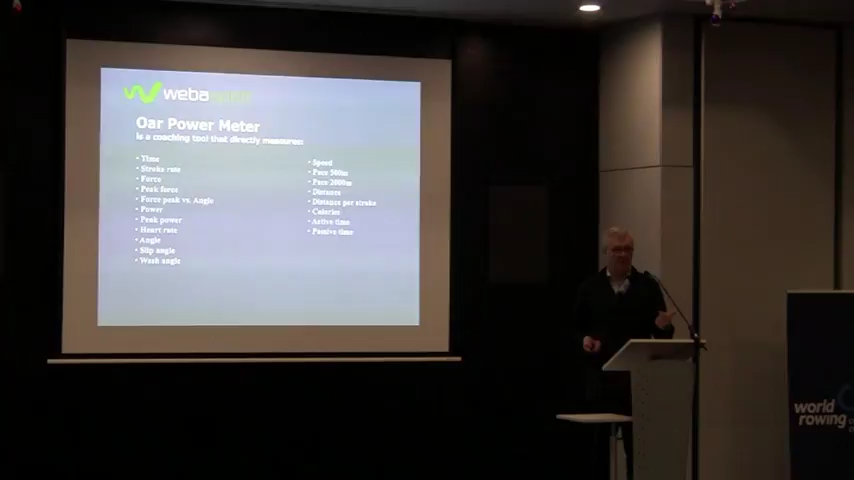 weba
Oar Power Meter
is a coaching tool that directly measures:
• Time
• Stroke rate
• Force
• Peak force
• Force peak vs. Angle
• Power
• Peak power
• Heart rate
• Angle
• Slip angle
• Wash angle
• Speed
• Pace 500m
• Pace 2000m
• Distance
• Distance per stroke
• Calories
• Active time
• Passive time
world
rowing